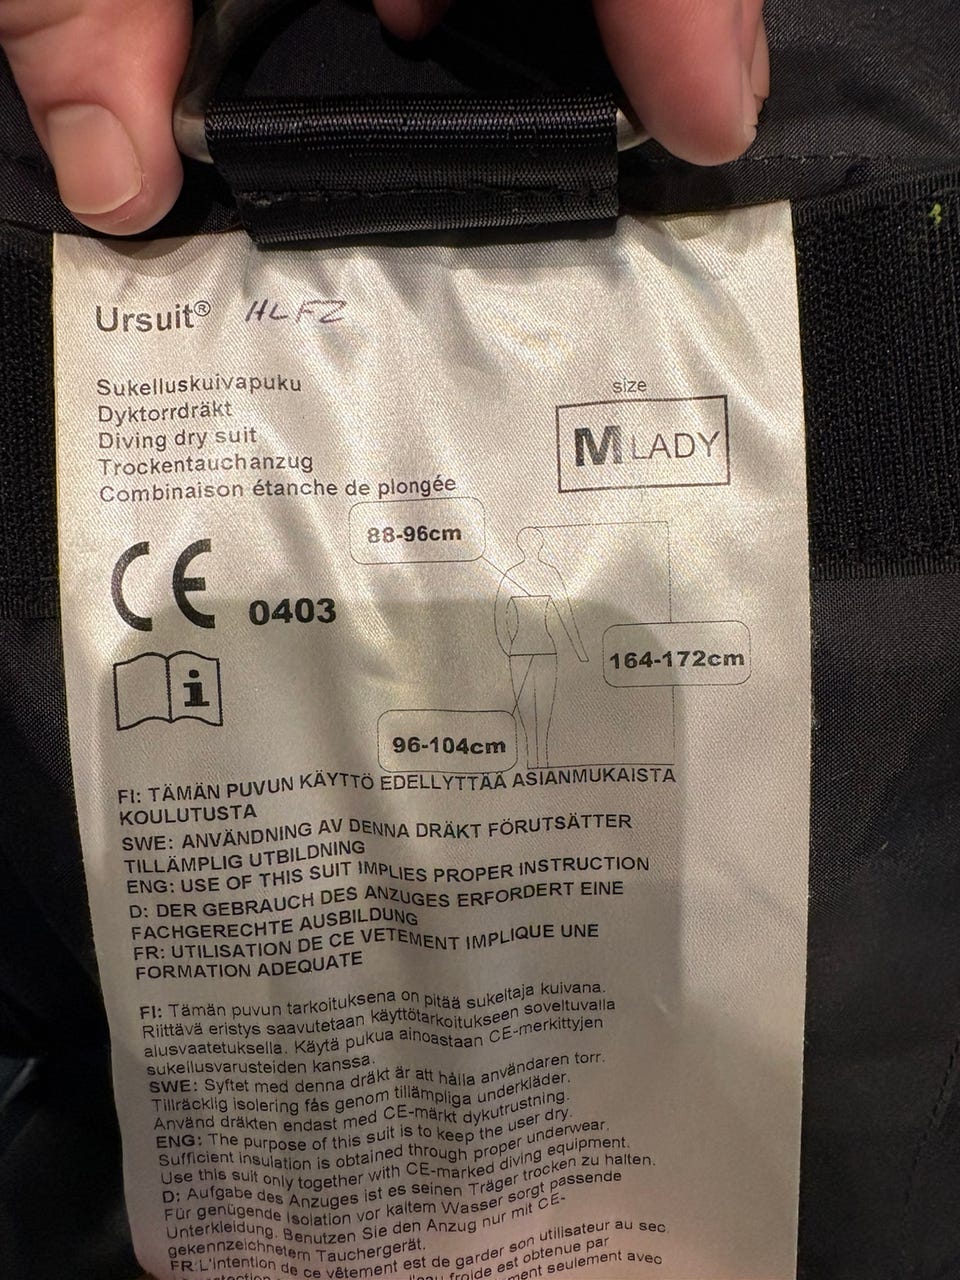 Ursuit® HLFZ
Sukelluskuivapuku
Dyktorrdräkt
Diving dry suit
Trockentauchanzug
Combinaison étanche de plongée
size
M LADY
88-96cm
CE 0403
i
164-172cm
96-104cm
FI: TÄMÄN PUVUN KÄYTTÖ EDELLYTTÄÄ ASIANMUKAISTA
KOULUTUSTA
SWE: ANVÄNDNING AV DENNA DRÄKT FÖRUTSÄTTER
TILLÄMPLIG UTBILDNING
ENG: USE OF THIS SUIT IMPLIES PROPER INSTRUCTION
D: DER GEBRAUCH DES ANZUGES ERFORDERT EINE
FACHGERECHTE AUSBILDUNG
FR: UTILISATION DE CE VETEMENT IMPLIQUE UNE
FORMATION ADEQUATE
FI: Tämän puvun tarkoituksena on pitää sukeltaja kuivana.
Riittävä eristys saavutetaan käyttötarkoitukseen soveltuvalla
alusvaatetuksella. Käytä pukua ainoastaan CE-merkittyjen
sukellusvarusteiden kanssa.
SWE: Syftet med denna dräkt är att hålla användaren torr.
Tillräcklig isolering fås genom tillämpliga underkläder.
Använd dräkten endast med CE-märkt dykutrustning.
ENG: The purpose of this suit is to keep the user dry.
Sufficient insulation is obtained through proper underwear.
Use this suit only together with CE-marked diving equipment.
D: Aufgabe des Anzuges ist es seinen Träger trocken zu halten.
Für genügende Isolation vor kaltem Wasser sorgt passende
Unterkleidung. Benutzen Sie den Anzug nur mit CE-
gekennzeichnetem Tauchergerät.
FR:L'intention de ce vêtement est de garder son utilisateur au sec.
froide est obtenue par
seulement avec